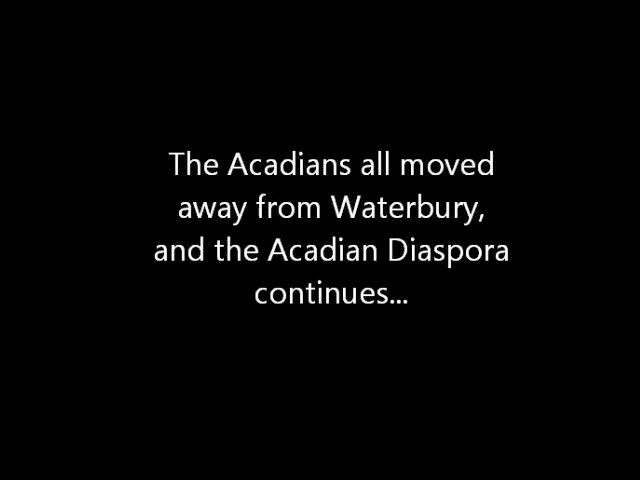 The Acadians all moved
away from Waterbury,
and the Acadian Diaspora
continues...